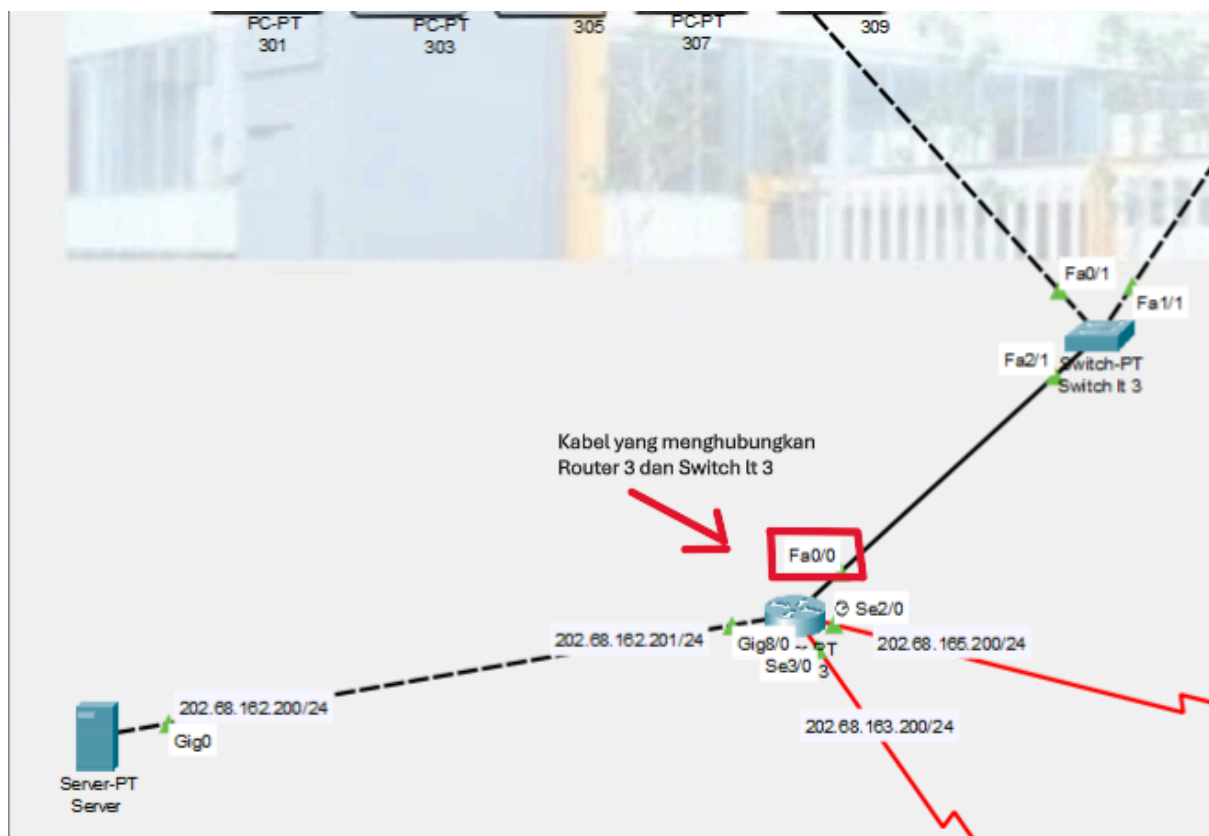 PC-PT
301
PC-PT
303
305
PC-PT
307
309
Fa0/1
Fa1/1
Fa2/1
Switch-PT
Switch lt 3
Kabel yang menghubungkan
Router 3 dan Switch lt 3
Fa0/0
Se2/0
202.68.162.201/24
Gig8/0
PT
202.68.165.200/24
Se3/0
3
202.68.162.200/24
Gig0
202.68.163.200/24
Server-PT
Server